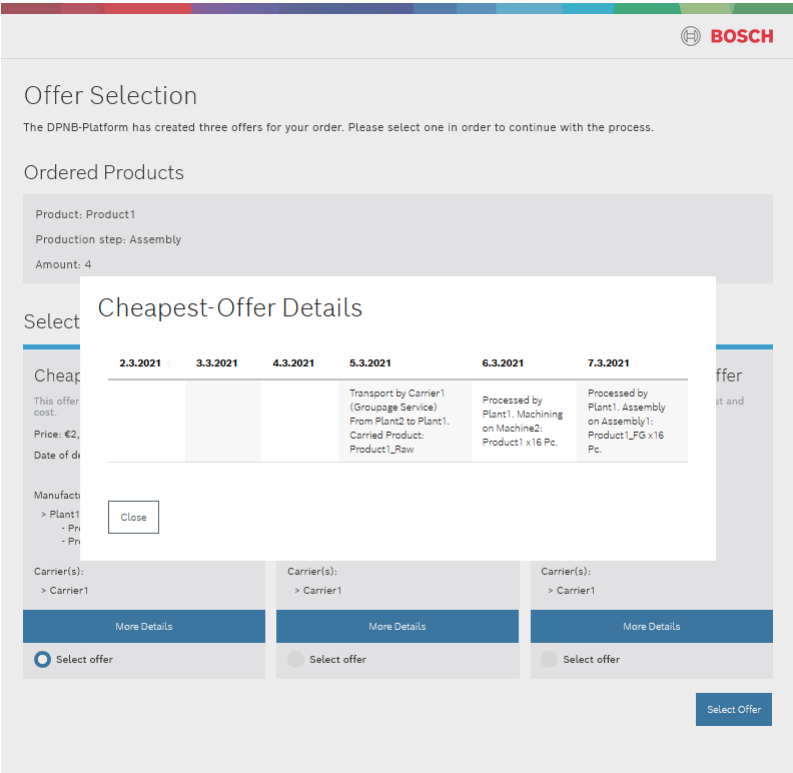 BOSCH
Offer Selection
The DPNB-Platform has created three offers for your order. Please select one in order to continue with the process.
Ordered Products
Product: Product1
Production step: Assembly
Amount: 4
Select
Cheapest-Offer Details
2.3.2021 3.3.2021 4.3.2021 5.3.2021 6.3.2021 7.3.2021
Transport by Carrier1
(Groupage Service)
From Plant2 to Plant1.
Carried Product:
Product1_Raw
Processed by
Plant1. Machining
on Machine2:
Product1 x16 Pc.
Processed by
Plant1. Assembly
on Assembly1:
Product1_FG x16
Pc.
Close
Cheap
This offer
cost.
Price: €2,
Date of de
Manufactu
> Plant1
- Pro
- Pro
Carrier(s):
> Carrier1
More Details
Select offer
Carrier(s):
> Carrier1
More Details
Select offer
ffer
st and
Carrier(s):
> Carrier1
More Details
Select offer
Select Offer